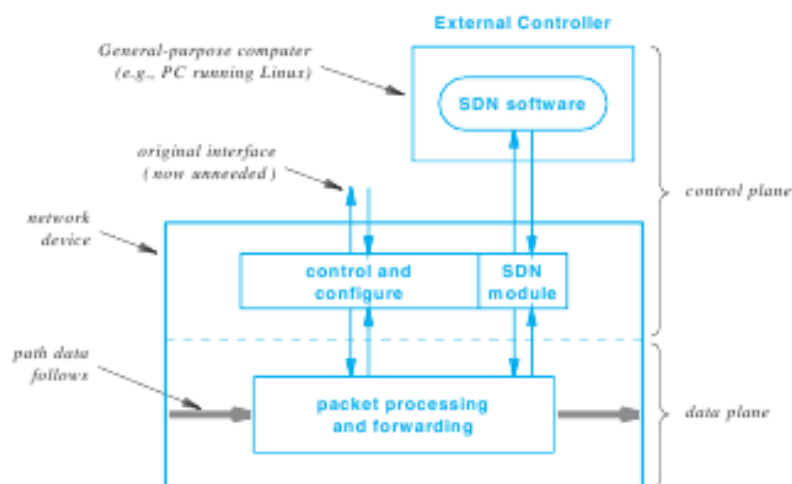 External Controller
General-purpose computer
(e.g., PC running Linux)
SDN software
original interface
(now unneeded)
control plane
network
device
control and
configure
SDN
module
path data
follows
packet processing
and forwarding
data plane